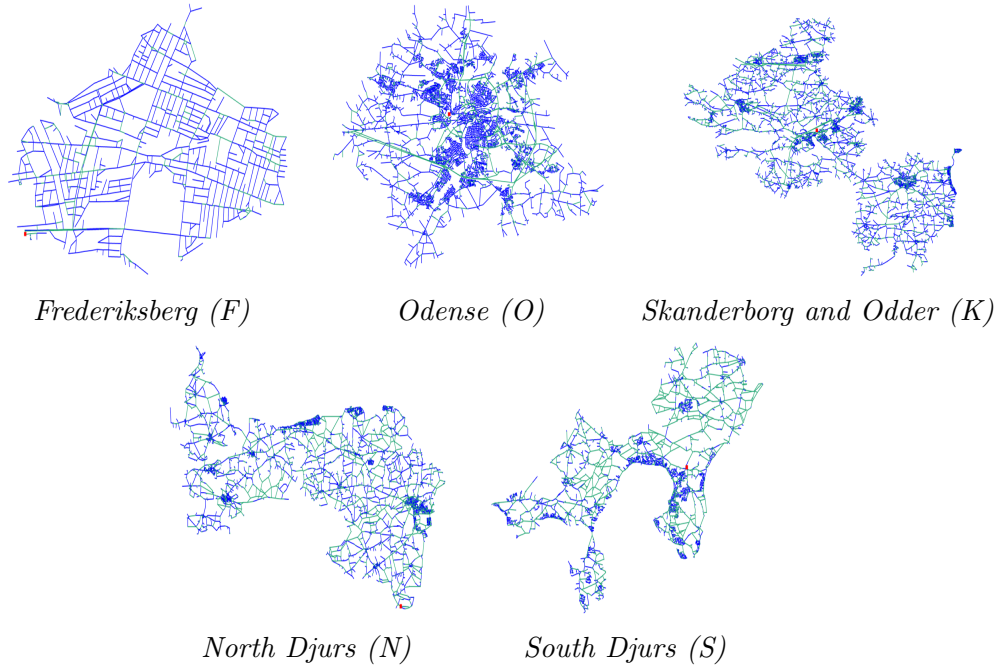 Frederiksberg (F)
Odense (O)
Skanderborg and Odder (K)
North Djurs (N)
South Djurs (S)